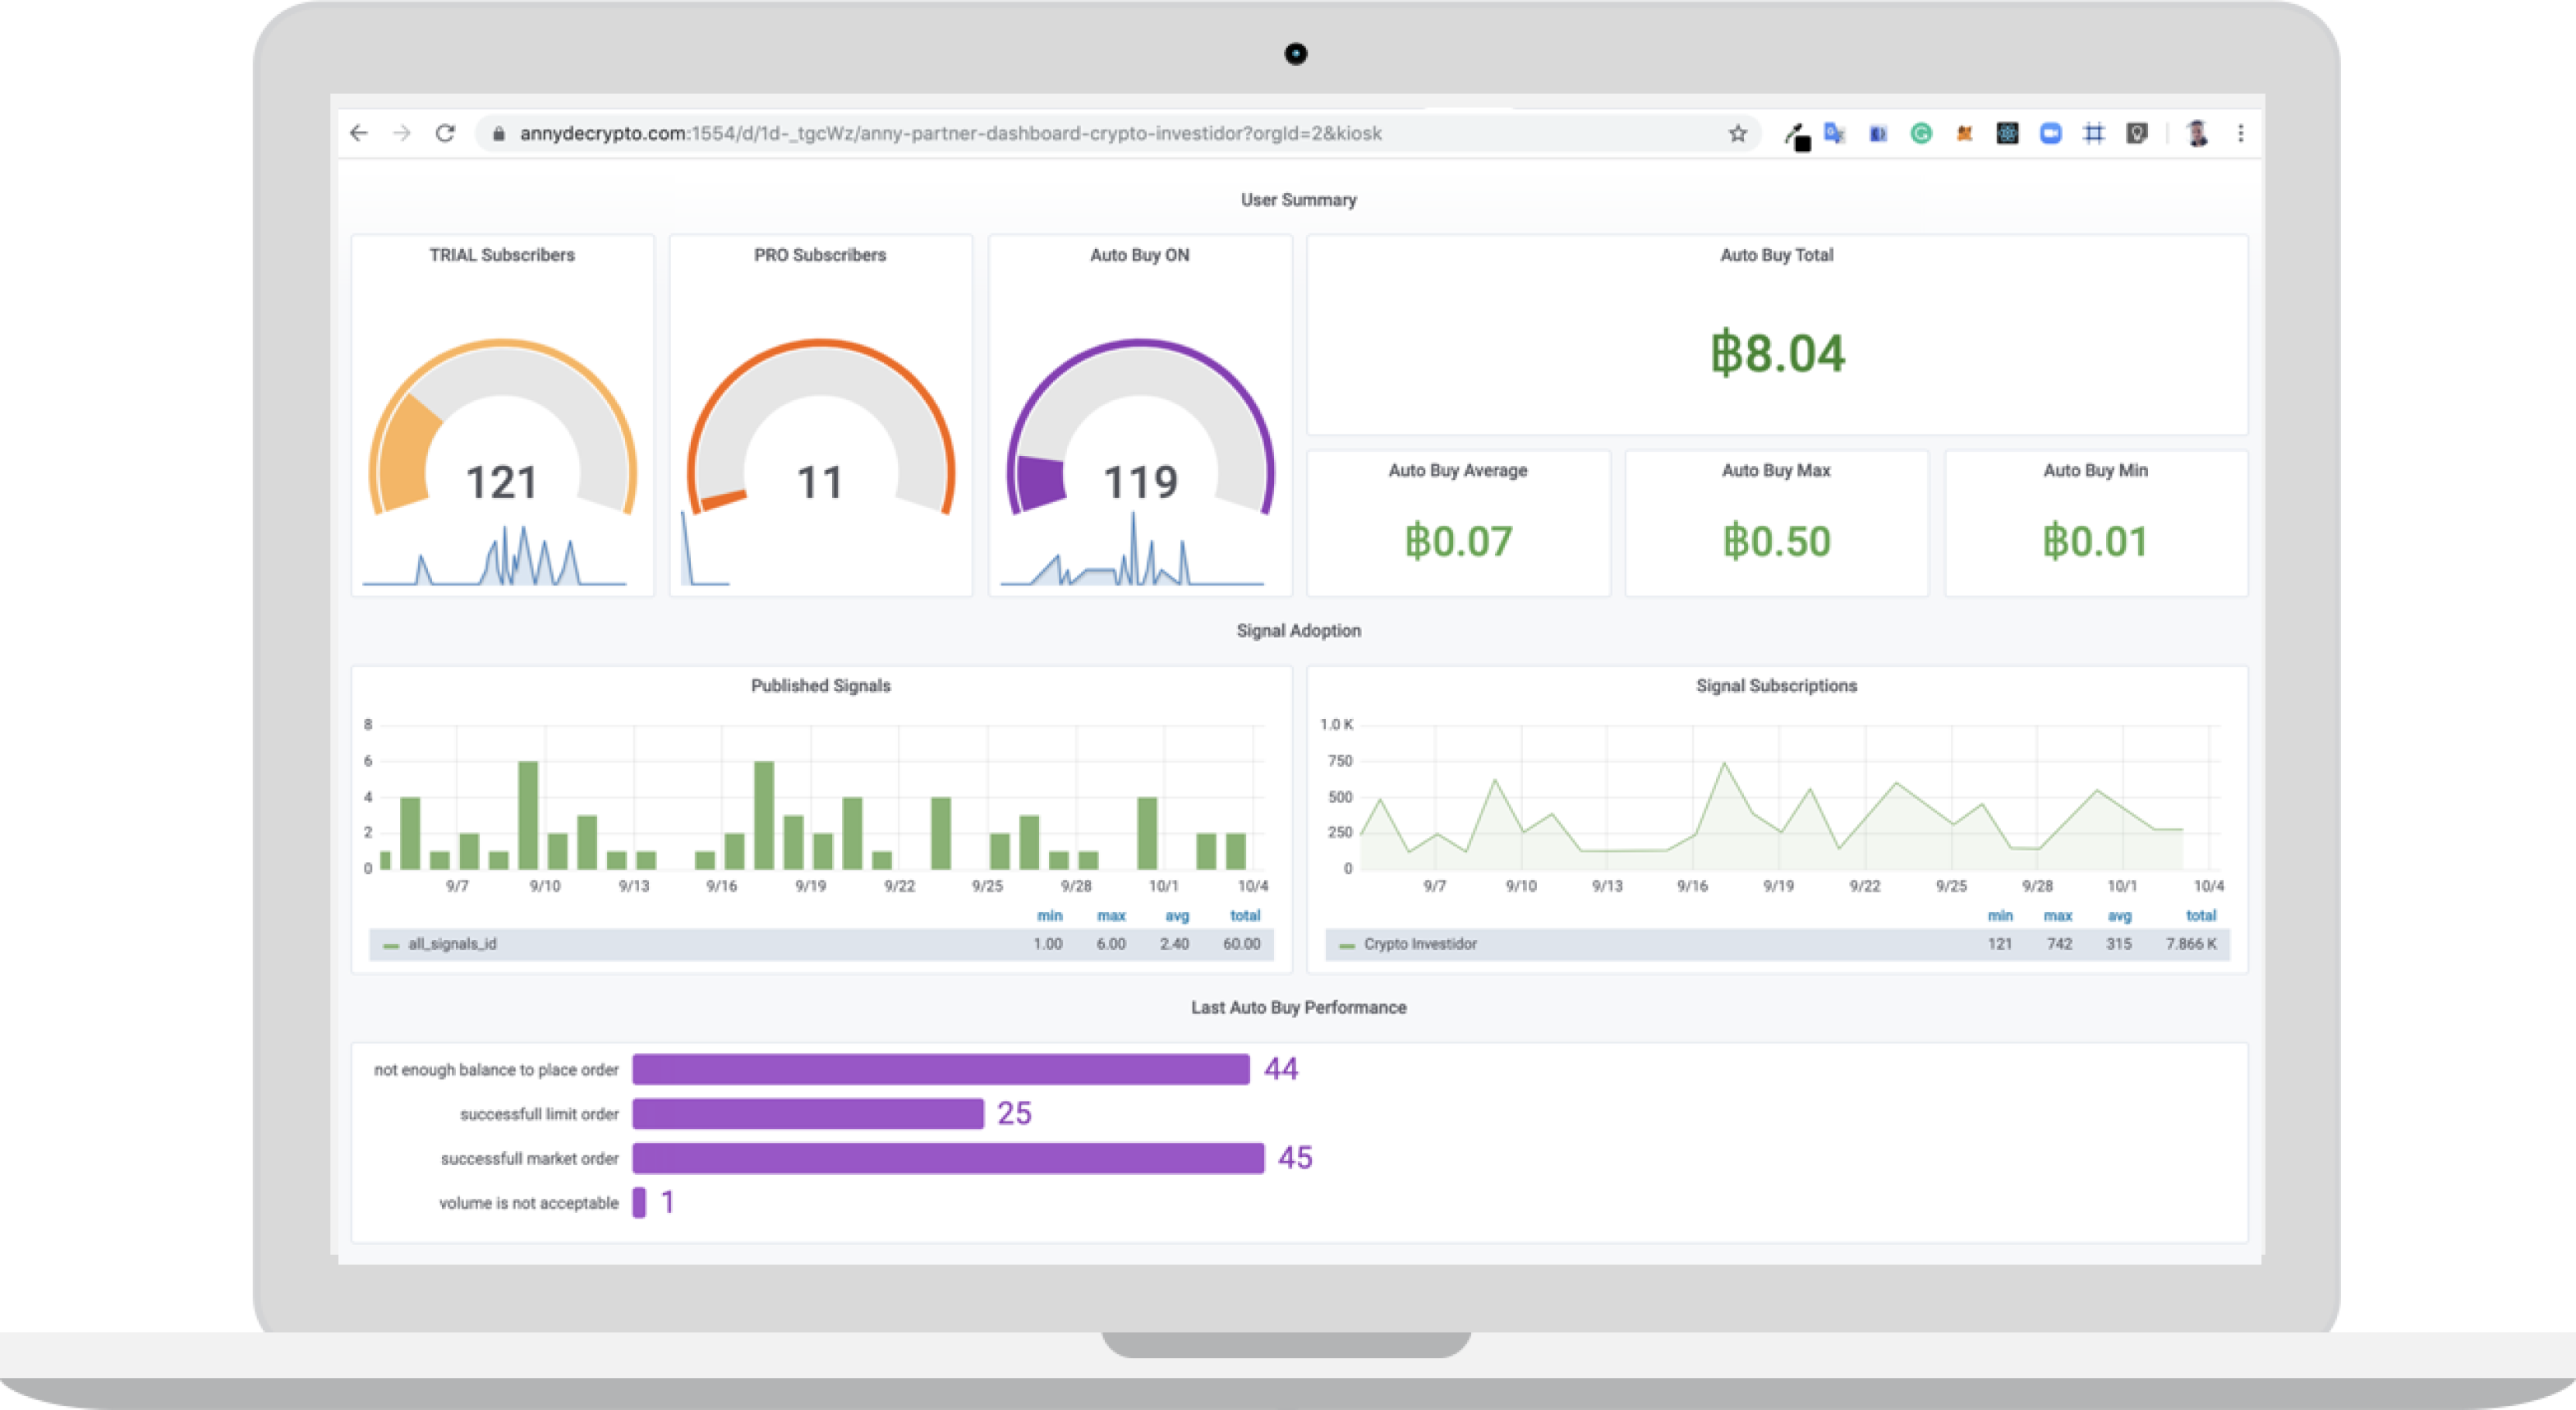 annydecrypto.com:1554/d/1d-_tgcWz/anny-partner-dashboard-crypto-investidor?orgId=2&kiosk
User Summary
TRIAL Subscribers
121
PRO Subscribers
11
Auto Buy ON
119
Auto Buy Total
฿8.04
Auto Buy Average
฿0.07
Auto Buy Max
฿0.50
Auto Buy Min
฿0.01
Signal Adoption
Published Signals
8
6
4
2
0
9/7 9/10 9/13 9/16 9/19 9/22 9/25 9/28 10/1 10/4
min max avg total
all_signals_id 1.00 6.00 2.40 60.00
Signal Subscriptions
1.0 K
750
500
250
0
9/7 9/10 9/13 9/16 9/19 9/22 9/25 9/28 10/1 10/4
min max avg total
Crypto Investidor 121 742 315 7.866 K
Last Auto Buy Performance
not enough balance to place order 44
successfull limit order 25
successfull market order 45
volume is not acceptable 1